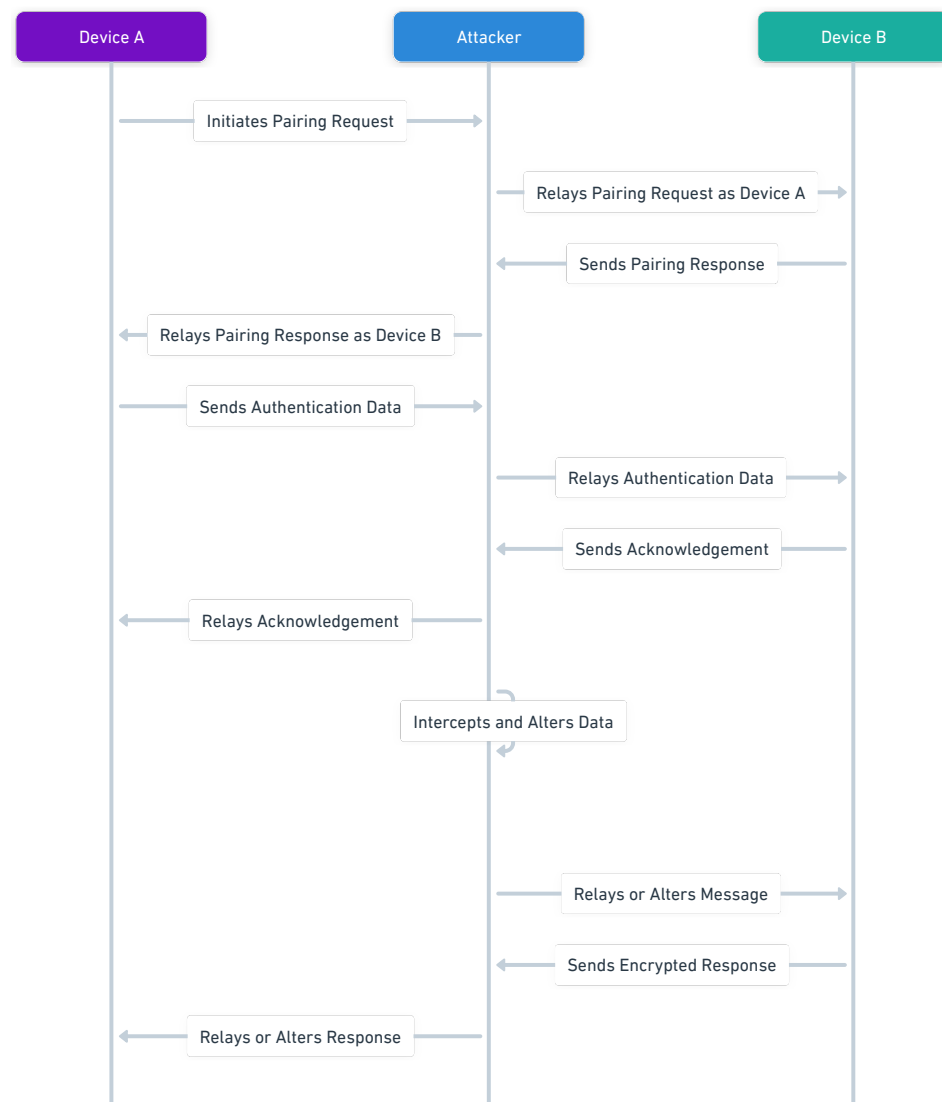 Device A
Attacker
Device B
Initiates Pairing Request
Relays Pairing Request as Device A
Sends Pairing Response
Relays Pairing Response as Device B
Sends Authentication Data
Relays Authentication Data
Sends Acknowledgement
Relays Acknowledgement
Intercepts and Alters Data
Relays or Alters Message
Sends Encrypted Response
Relays or Alters Response